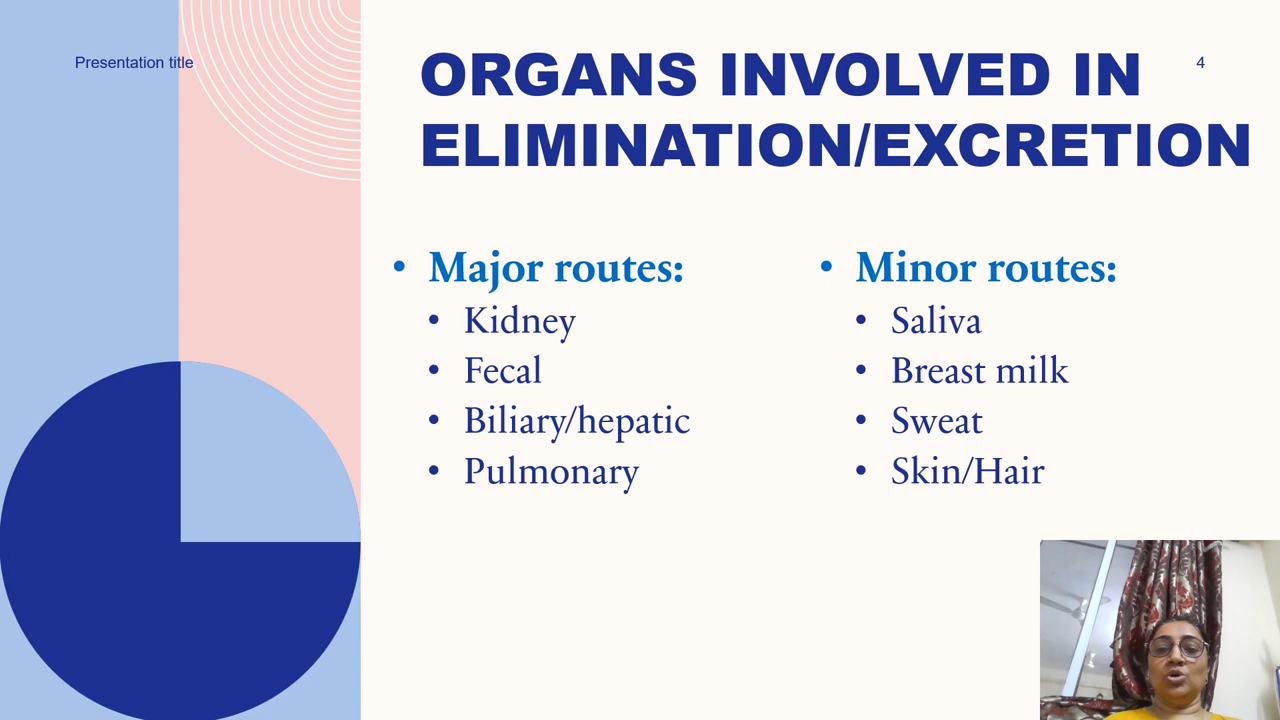 Presentation title
4
ORGANS INVOLVED IN
ELIMINATION/EXCRETION
• Major routes:
• Kidney
• Fecal
• Biliary/hepatic
• Pulmonary
• Minor routes:
• Saliva
• Breast milk
• Sweat
• Skin/Hair